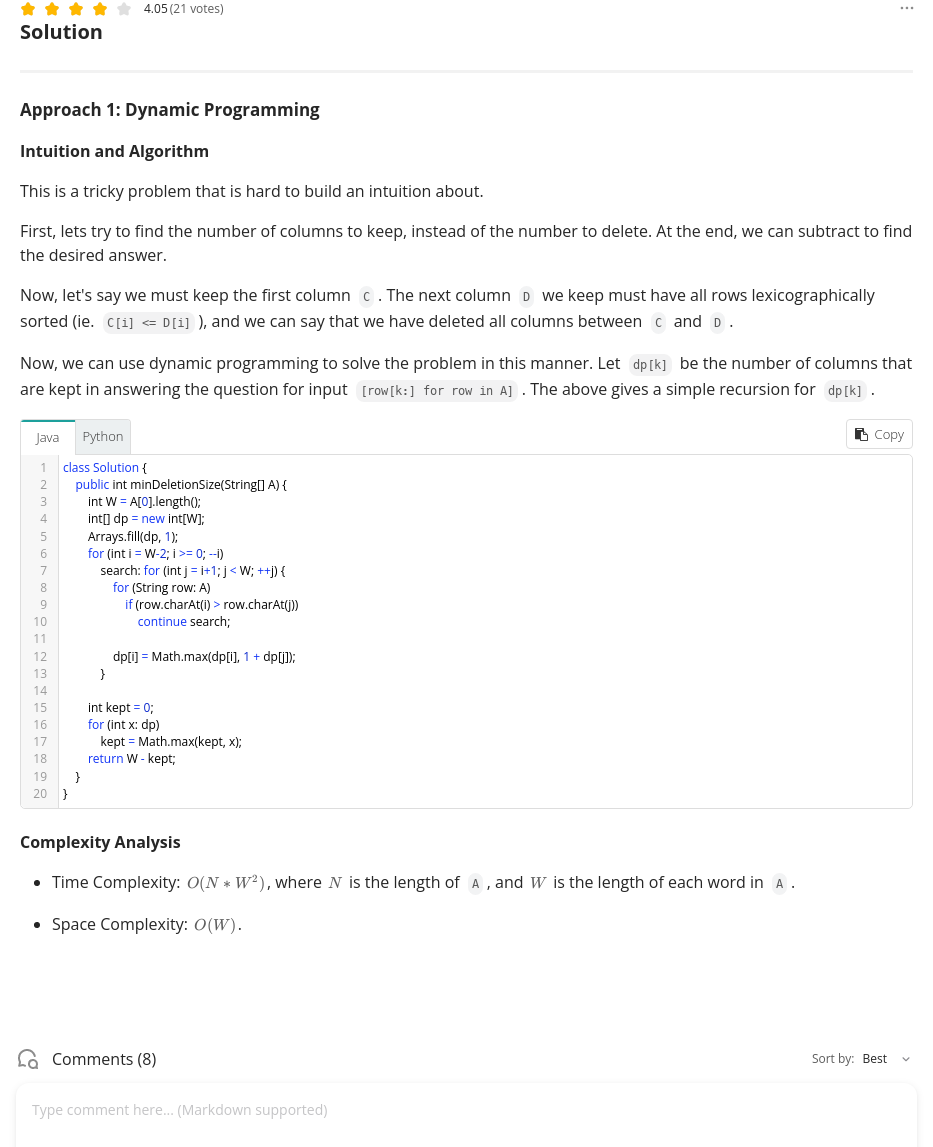 4.05 (21 votes)
...
Solution
Approach 1: Dynamic Programming
Intuition and Algorithm
This is a tricky problem that is hard to build an intuition about.
First, lets try to find the number of columns to keep, instead of the number to delete. At the end, we can subtract to find
the desired answer.
Now, let's say we must keep the first column C . The next column D we keep must have all rows lexicographically
sorted (ie. C[i] <= D[i] ), and we can say that we have deleted all columns between C and D .
Now, we can use dynamic programming to solve the problem in this manner. Let dp[k] be the number of columns that
are kept in answering the question for input [row[k:] for row in A] . The above gives a simple recursion for dp[k] .
Java Python Copy
1 class Solution {
2 public int minDeletionSize(String[] A) {
3 int W = A[0].length();
4 int[] dp = new int[W];
5 Arrays.fill(dp, 1);
6 for (int i = W-2; i >= 0; --i)
7 search: for (int j = i+1; j < W; ++j) {
8 for (String row: A)
9 if (row.charAt(i) > row.charAt(j))
10 continue search;
11
12 dp[i] = Math.max(dp[i], 1 + dp[j]);
13 }
14
15 int kept = 0;
16 for (int x: dp)
17 kept = Math.max(kept, x);
18 return W - kept;
19 }
20 }
Complexity Analysis
• Time Complexity: O(N ∗ W²), where N is the length of A , and W is the length of each word in A .
• Space Complexity: O(W).
Comments (8) Sort by: Best
Type comment here... (Markdown supported)